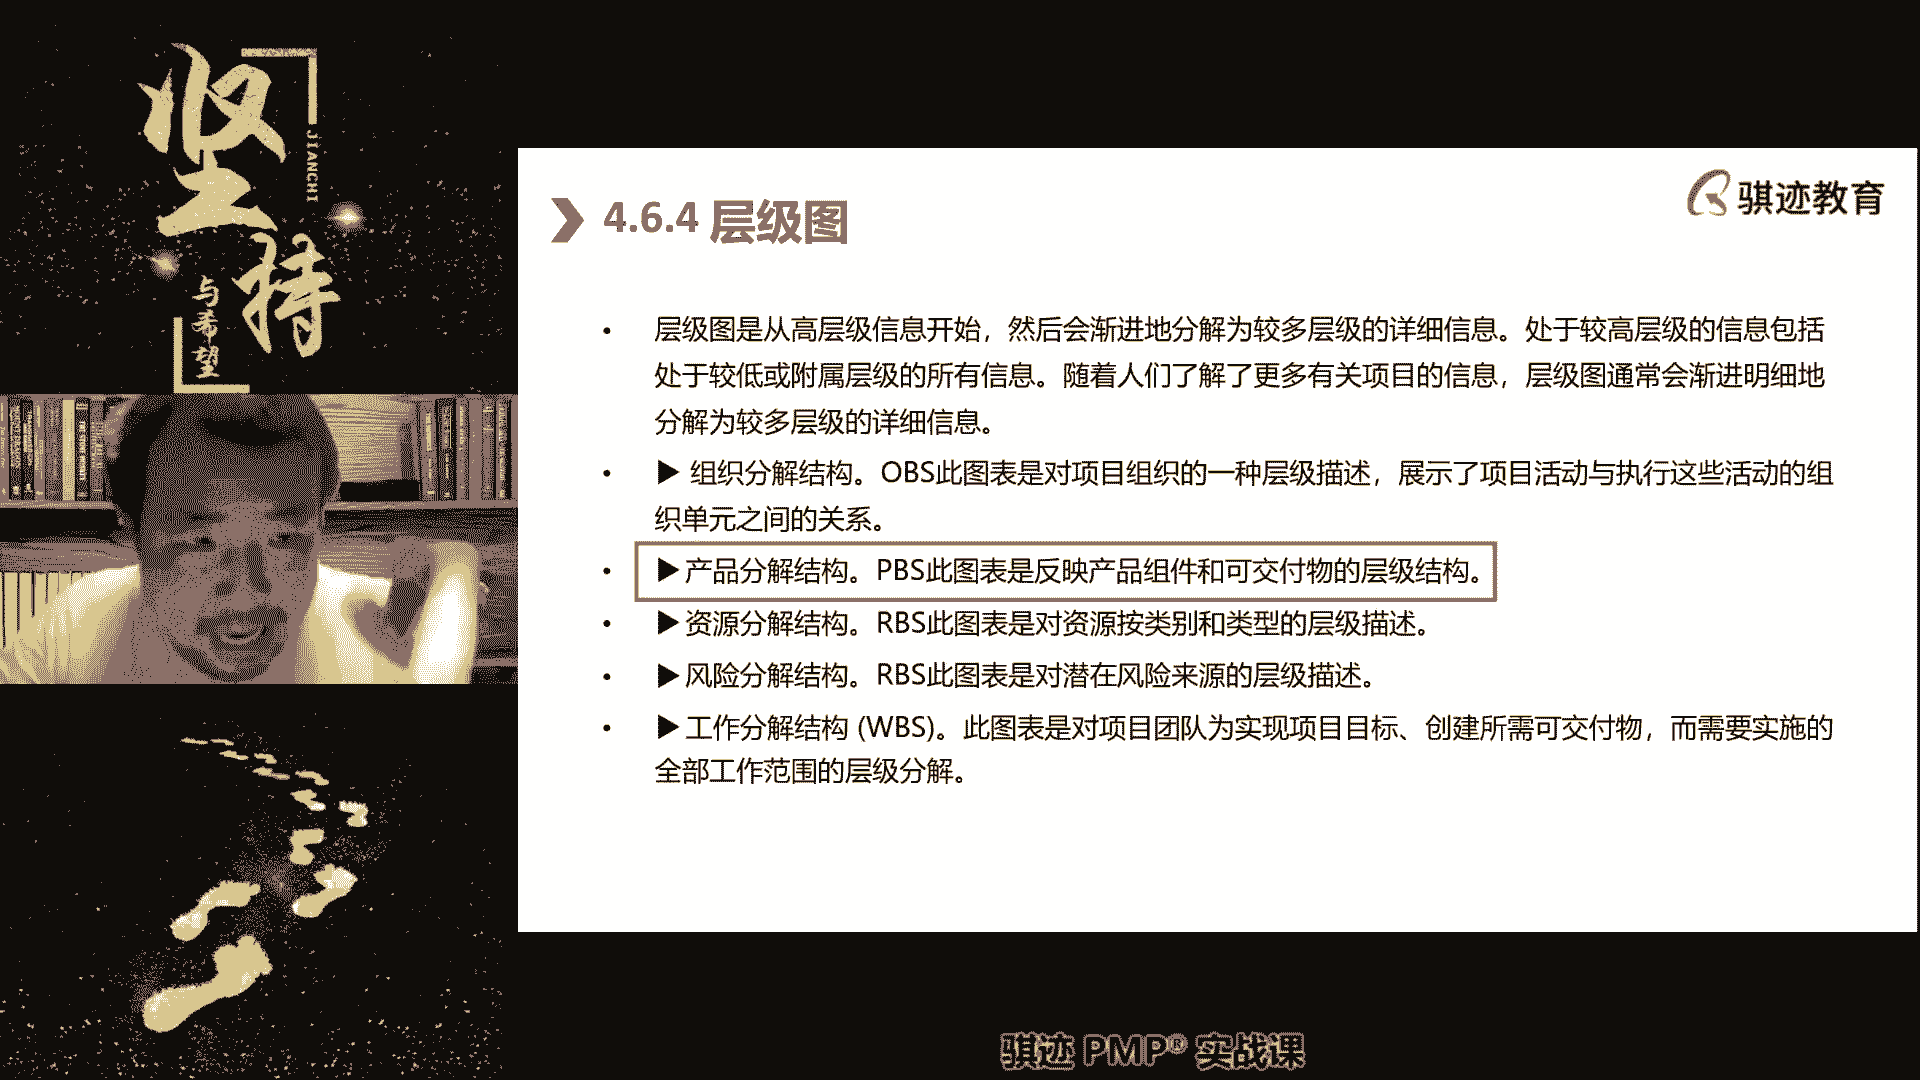 坚持
JIANCHI
与希望
骐迹教育
4.6.4 层级图
• 层级图是从高层级信息开始，然后会渐进地分解为较多层级的详细信息。处于较高层级的信息包括
处于较低或附属层级的所有信息。随着人们了解了更多有关项目的信息，层级图通常会渐进明细地
分解为较多层级的详细信息。
• ▶ 组织分解结构。OBS此图表是对项目组织的一种层级描述，展示了项目活动与执行这些活动的组
织单元之间的关系。
• ▶产品分解结构。PBS此图表是反映产品组件和可交付物的层级结构。
• ▶资源分解结构。RBS此图表是对资源按类别和类型的层级描述。
• ▶风险分解结构。RBS此图表是对潜在风险来源的层级描述。
• ▶工作分解结构 (WBS)。此图表是对项目团队为实现项目目标、创建所需可交付物，而需要实施的
全部工作范围的层级分解。
骐迹 PMP® 实战课